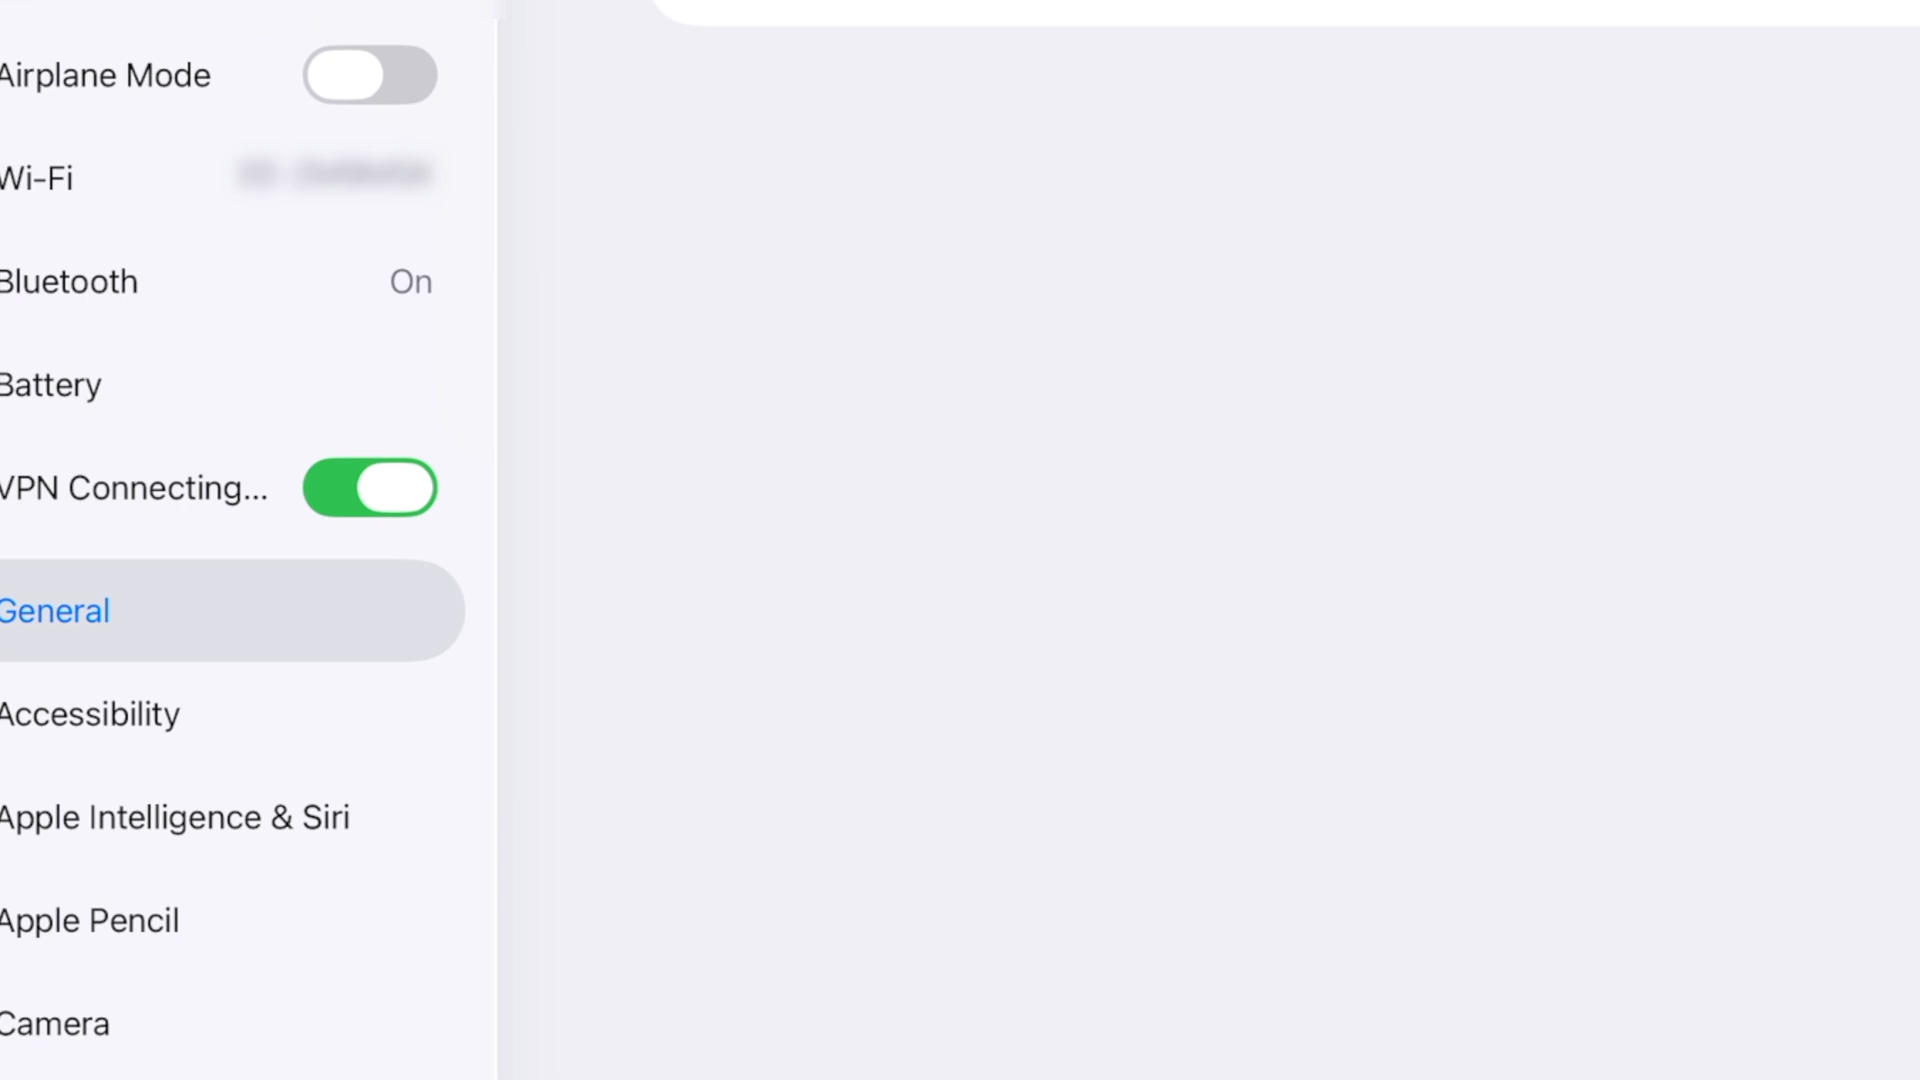 Airplane Mode
Wi-Fi
Bluetooth On
Battery
VPN Connecting...
General
Accessibility
Apple Intelligence & Siri
Apple Pencil
Camera